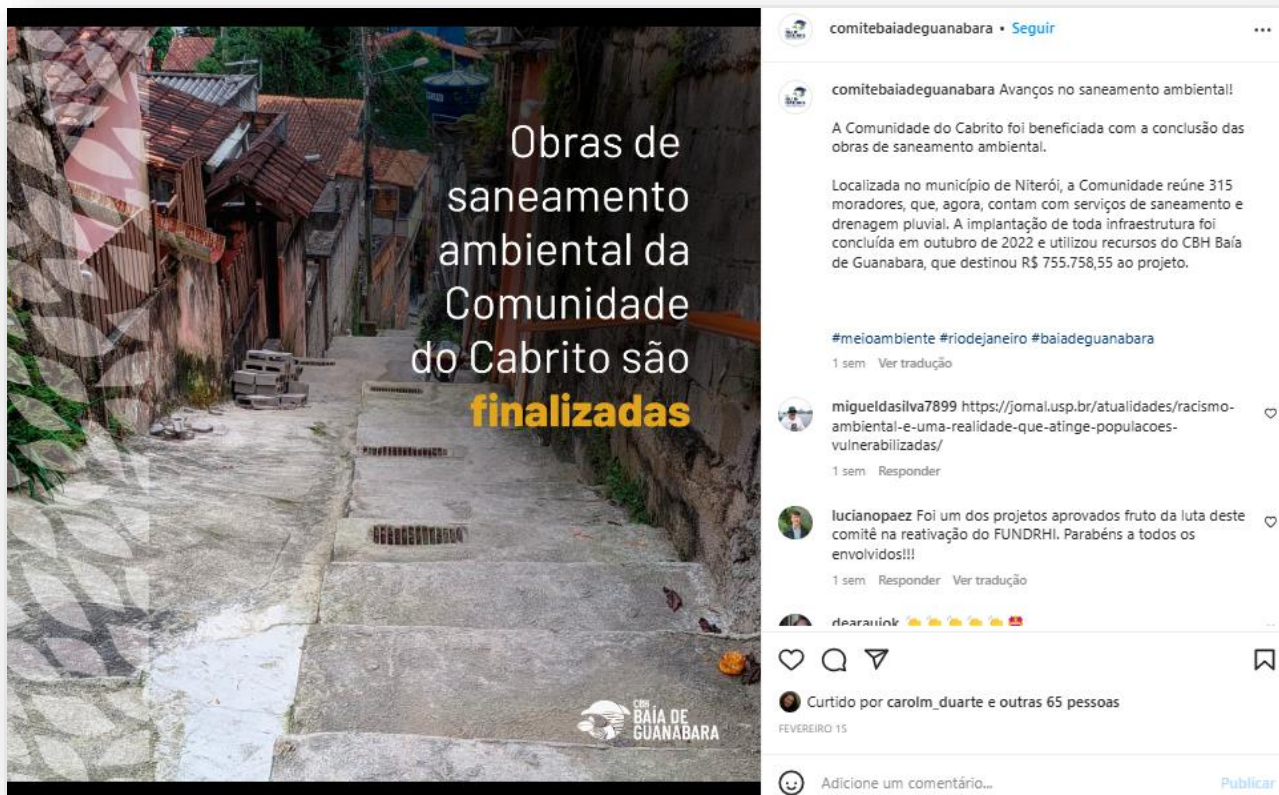 Obras de
saneamento
ambiental da
Comunidade
do Cabrito são
finalizadas
CBH
BAÍA DE
GUANABARA
comitebaiadeguanabara • Seguir
comitebaiadeguanabara Avanços no saneamento ambiental!
A Comunidade do Cabrito foi beneficiada com a conclusão das
obras de saneamento ambiental.
Localizada no município de Niterói, a Comunidade reúne 315
moradores, que, agora, contam com serviços de saneamento e
drenagem pluvial. A implantação de toda infraestrutura foi
concluída em outubro de 2022 e utilizou recursos do CBH Baía
de Guanabara, que destinou R$ 755.758,55 ao projeto.
#meioambiente #riodejaneiro #baiadeguanabara
1 sem Ver tradução
migueldasilva7899 https://jornal.usp.br/atualidades/racismo-
ambiental-e-uma-realidade-que-atinge-populacoes-
vulnerabilizadas/
1 sem Responder
lucianopaez Foi um dos projetos aprovados fruto da luta deste
comitê na reativação do FUNDRHI. Parabéns a todos os
envolvidos!!!
1 sem Responder Ver tradução
dearaujok 👏👏👏👏👏🤩
Curtido por carolm_duarte e outras 65 pessoas
FEVEREIRO 15
Adicione um comentário... Publicar